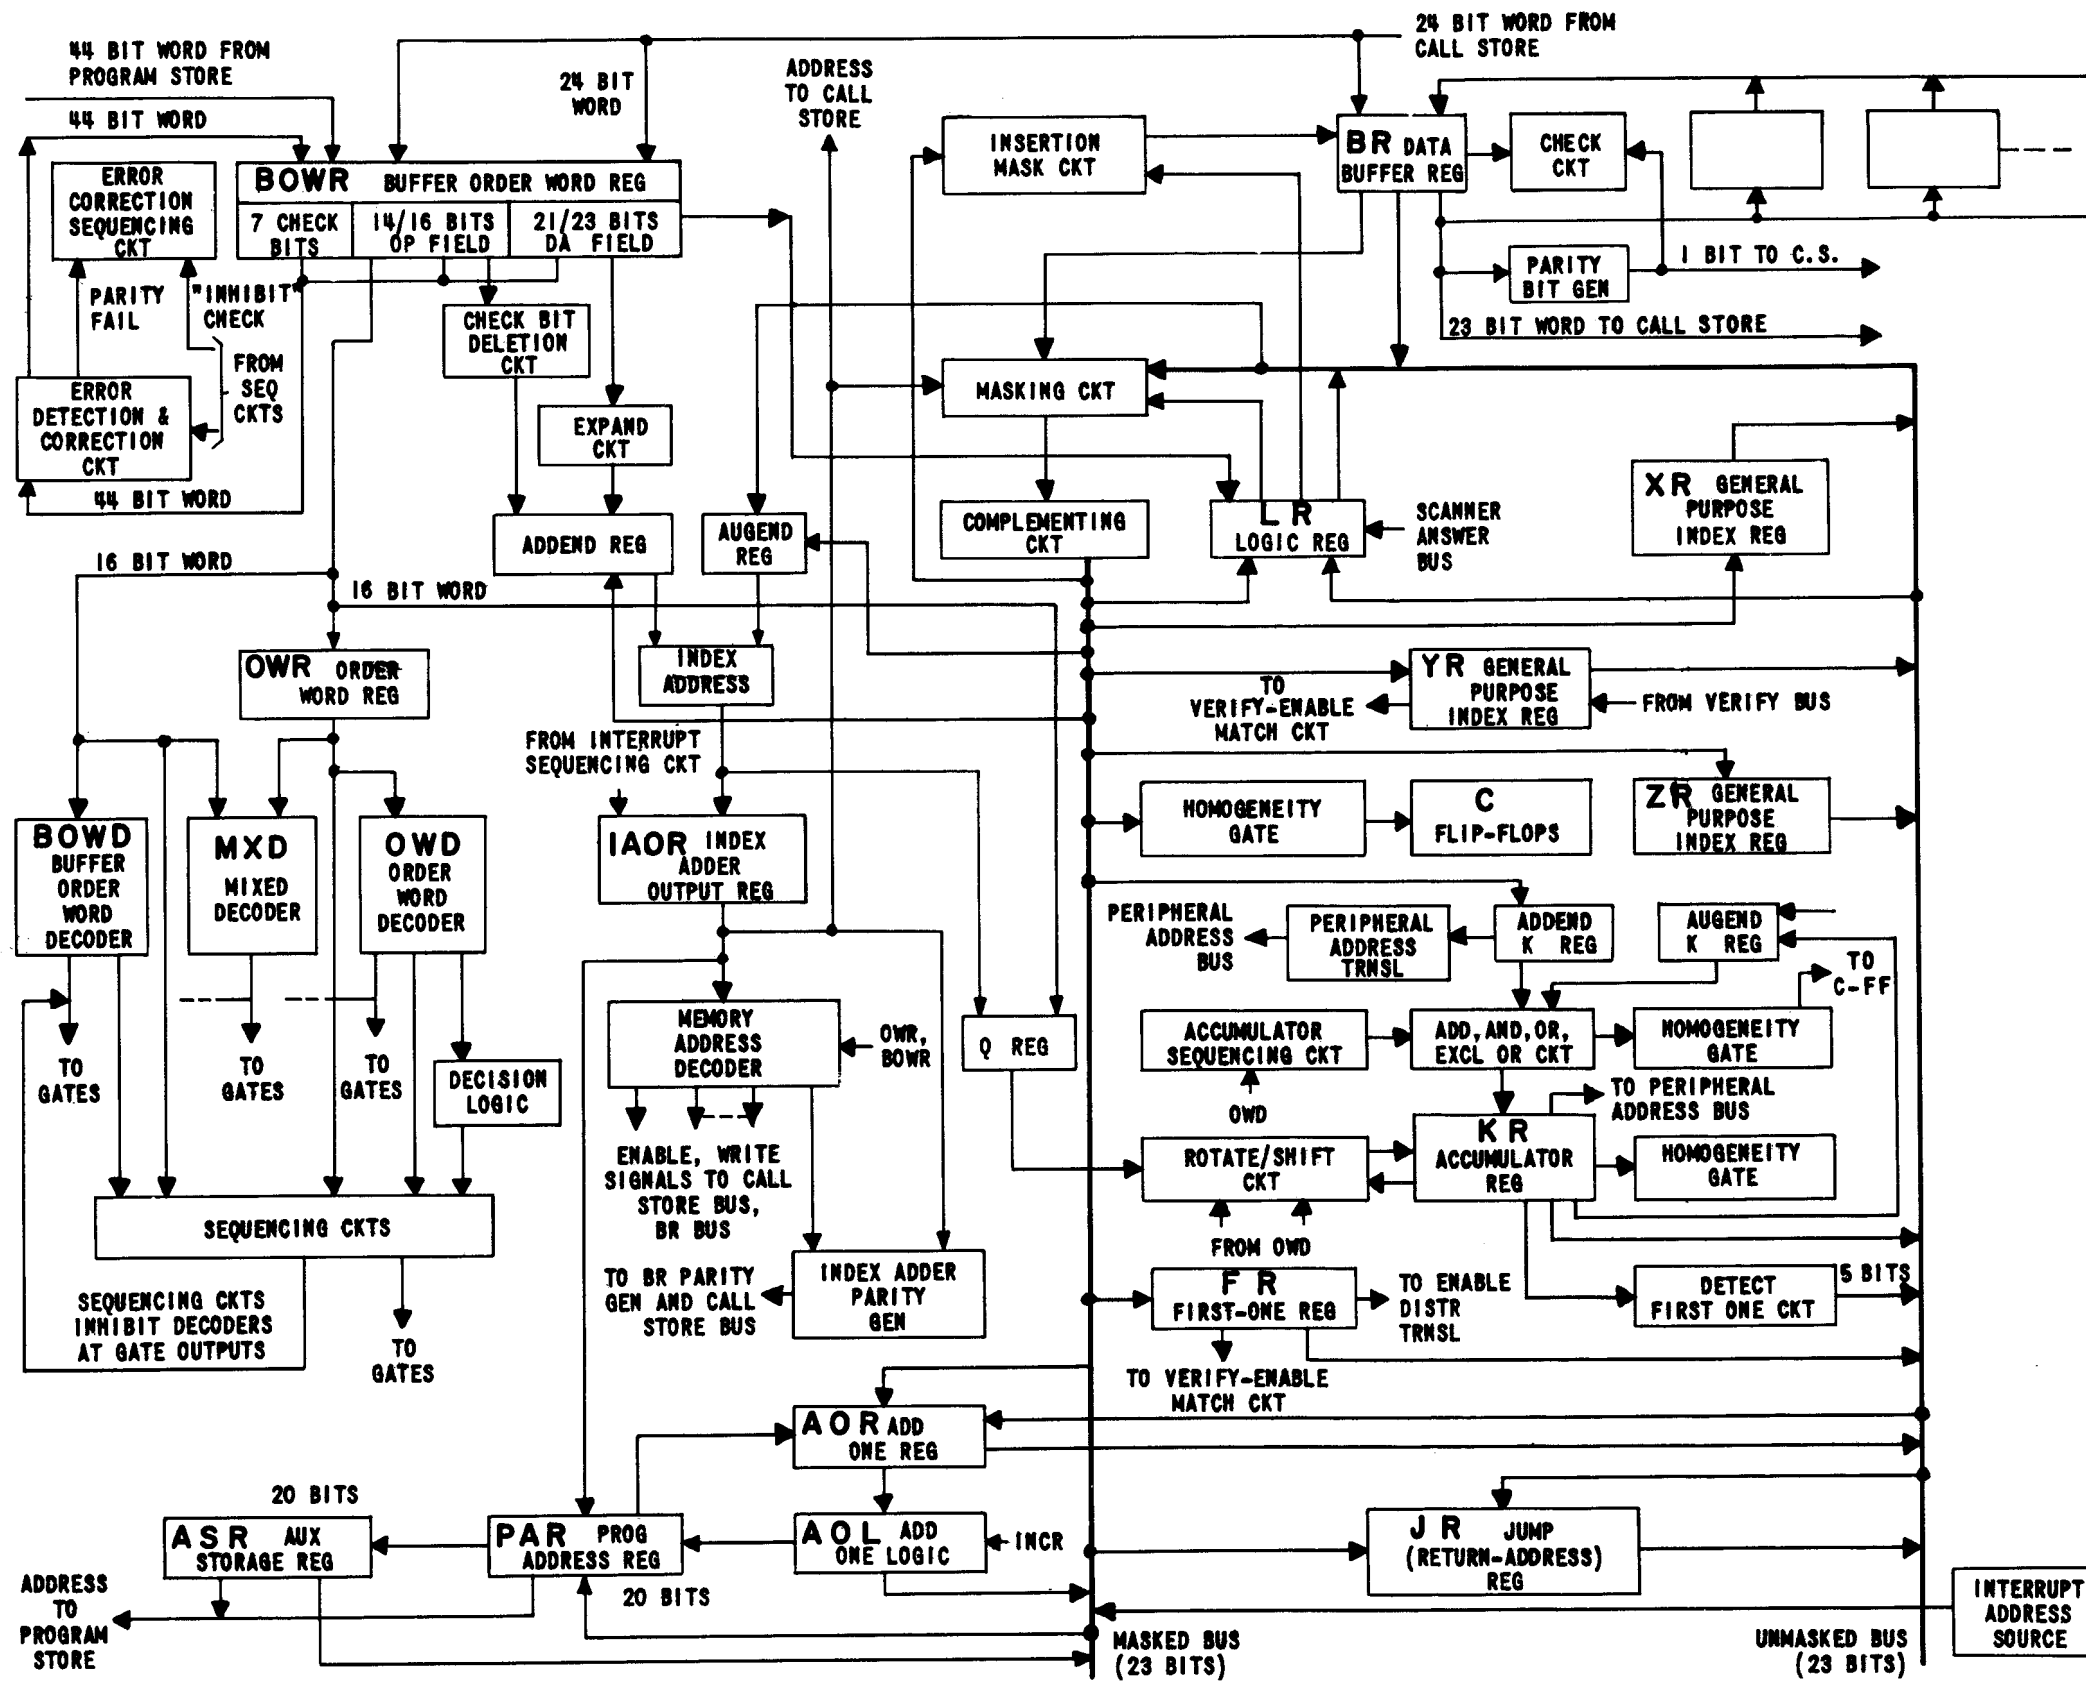 44 BIT WORD FROM
PROGRAM STORE
44 BIT WORD
24 BIT
WORD
ADDRESS
TO CALL
STORE
24 BIT WORD FROM
CALL STORE
ERROR
CORRECTION
SEQUENCING
CKT
BOWR BUFFER ORDER WORD REG
7 CHECK
BITS
14/16 BITS
OP FIELD
21/23 BITS
DA FIELD
INSERTION
MASK CKT
BR DATA
BUFFER REG
CHECK
CKT
PARITY
BIT GEN
1 BIT TO C.S.
23 BIT WORD TO CALL STORE
PARITY
FAIL
"INHIBIT"
CHECK
FROM
SEQ
CKTS
CHECK BIT
DELETION
CKT
ERROR
DETECTION &
CORRECTION
CKT
44 BIT WORD
EXPAND
CKT
MASKING CKT
ADDEND REG
AUGEND
REG
COMPLEMENTING
CKT
LR
LOGIC REG
SCANNER
ANSWER
BUS
XR GENERAL
PURPOSE
INDEX REG
16 BIT WORD
16 BIT WORD
OWR ORDER
WORD REG
INDEX
ADDRESS
YR GENERAL
PURPOSE
INDEX REG
TO
VERIFY-ENABLE
MATCH CKT
FROM VERIFY BUS
FROM INTERRUPT
SEQUENCING CKT
BOWD
BUFFER
ORDER
WORD
DECODER
MXD
MIXED
DECODER
OWD
ORDER
WORD
DECODER
IAOR INDEX
ADDER
OUTPUT REG
HOMOGENEITY
GATE
C
FLIP-FLOPS
ZR GENERAL
PURPOSE
INDEX REG
PERIPHERAL
ADDRESS
BUS
PERIPHERAL
ADDRESS
TRNSL
ADDEND
K REG
AUGEND
K REG
TO
C-FF
TO
GATES
TO
GATES
TO
GATES
DECISION
LOGIC
MEMORY
ADDRESS
DECODER
OWR,
BOWR
Q REG
ACCUMULATOR
SEQUENCING CKT
ADD, AND, OR,
EXCL OR CKT
HOMOGENEITY
GATE
OWD
TO PERIPHERAL
ADDRESS BUS
ENABLE, WRITE
SIGNALS TO CALL
STORE BUS,
BR BUS
ROTATE/SHIFT
CKT
KR
ACCUMULATOR
REG
HOMOGENEITY
GATE
SEQUENCING CKTS
FROM OWD
TO BR PARITY
GEN AND CALL
STORE BUS
INDEX ADDER
PARITY
GEN
FR
FIRST-ONE REG
TO ENABLE
DISTR
TRNSL
DETECT
FIRST ONE CKT
5 BITS
SEQUENCING CKTS
INHIBIT DECODERS
AT GATE OUTPUTS
TO
GATES
TO VERIFY-ENABLE
MATCH CKT
AOR ADD
ONE REG
20 BITS
ASR AUX
STORAGE REG
PAR PROG
ADDRESS REG
AOL ADD
ONE LOGIC
INCR
JR JUMP
(RETURN-ADDRESS)
REG
ADDRESS
TO
PROGRAM
STORE
20 BITS
MASKED BUS
(23 BITS)
UNMASKED BUS
(23 BITS)
INTERRUPT
ADDRESS
SOURCE